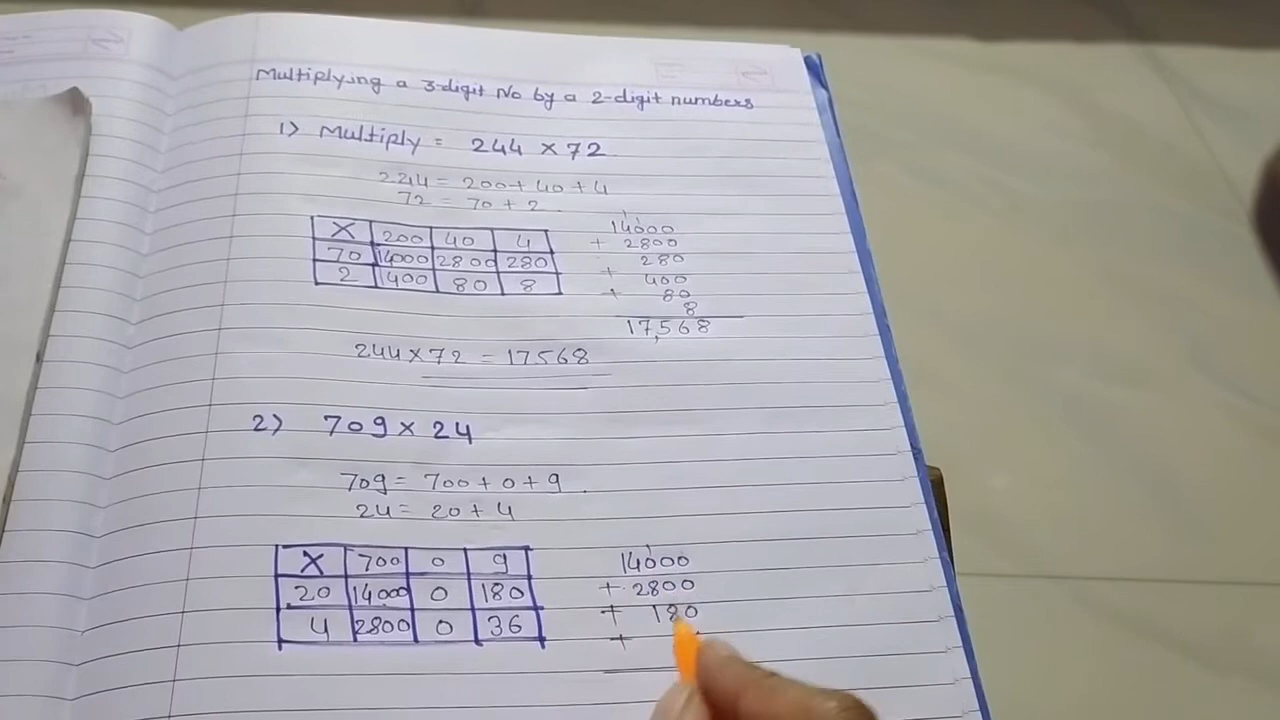 Multiplying a 3-digit No by a 2-digit numbers
1) Multiply = 244 × 72
224 = 200 + 40 + 4
72 = 70 + 2
X 200 40 4
70 14000 2800 280
2 1400 80 8
14000
+ 2800
280
+ 400
+ 80
8
17,568
244 × 72 = 17568
2) 709 × 24
709 = 700 + 0 + 9
24 = 20 + 4
X 700 0 9
20 14000 0 180
4 2800 0 36
14000
+ 2800
+ 180
+